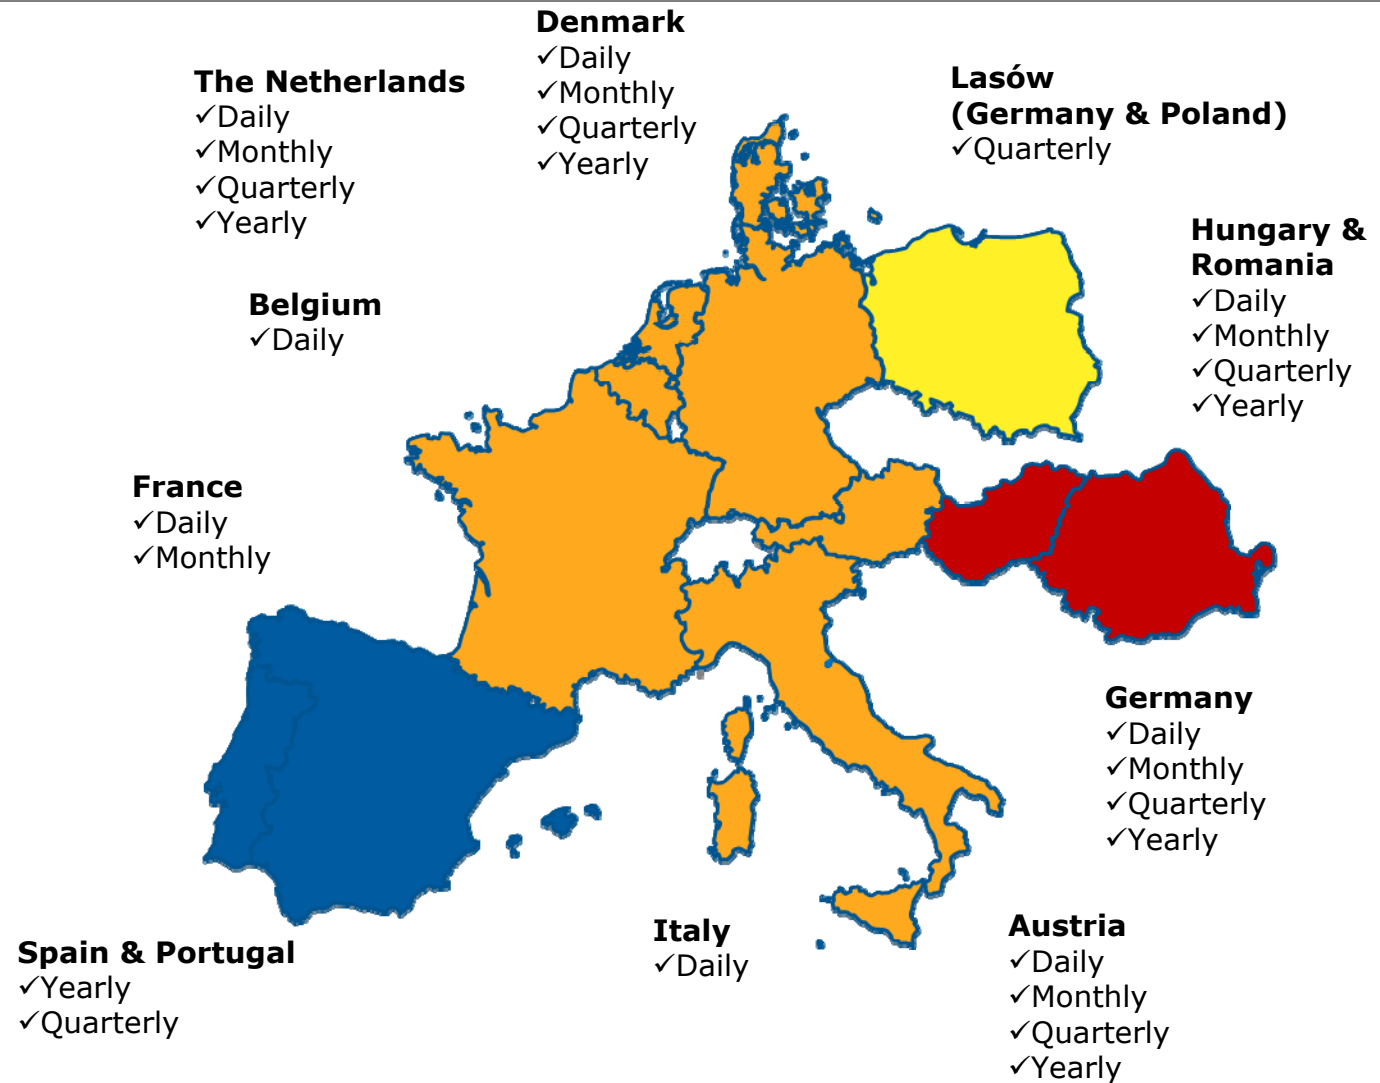 Denmark
✓Daily
✓Monthly
✓Quarterly
✓Yearly
The Netherlands
✓Daily
✓Monthly
✓Quarterly
✓Yearly
Lasów
(Germany & Poland)
✓Quarterly
Hungary &
Romania
✓Daily
✓Monthly
✓Quarterly
✓Yearly
Belgium
✓Daily
France
✓Daily
✓Monthly
Germany
✓Daily
✓Monthly
✓Quarterly
✓Yearly
Spain & Portugal
✓Yearly
✓Quarterly
Italy
✓Daily
Austria
✓Daily
✓Monthly
✓Quarterly
✓Yearly